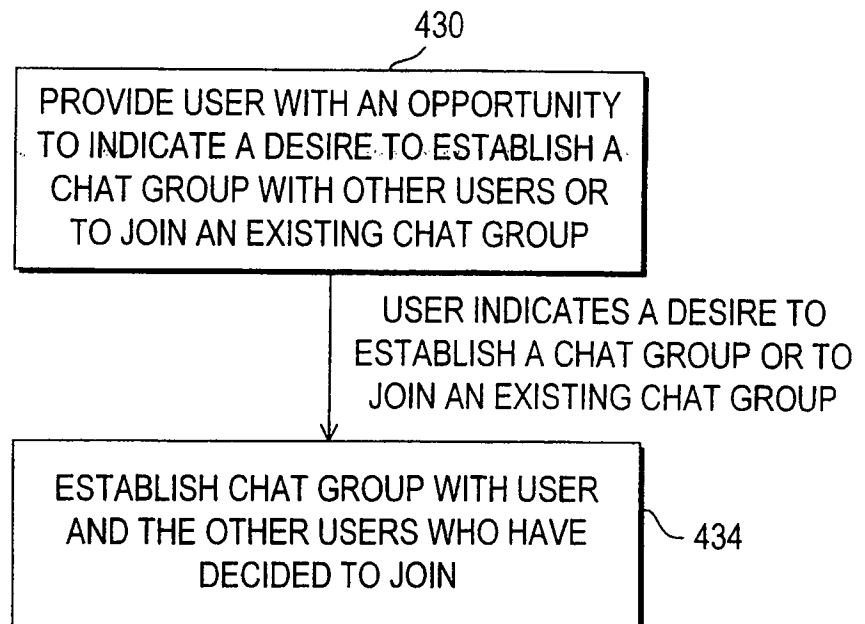 430
PROVIDE USER WITH AN OPPORTUNITY
TO INDICATE A DESIRE TO ESTABLISH A
CHAT GROUP WITH OTHER USERS OR
TO JOIN AN EXISTING CHAT GROUP
USER INDICATES A DESIRE TO
ESTABLISH A CHAT GROUP OR TO
JOIN AN EXISTING CHAT GROUP
ESTABLISH CHAT GROUP WITH USER
AND THE OTHER USERS WHO HAVE
DECIDED TO JOIN
434